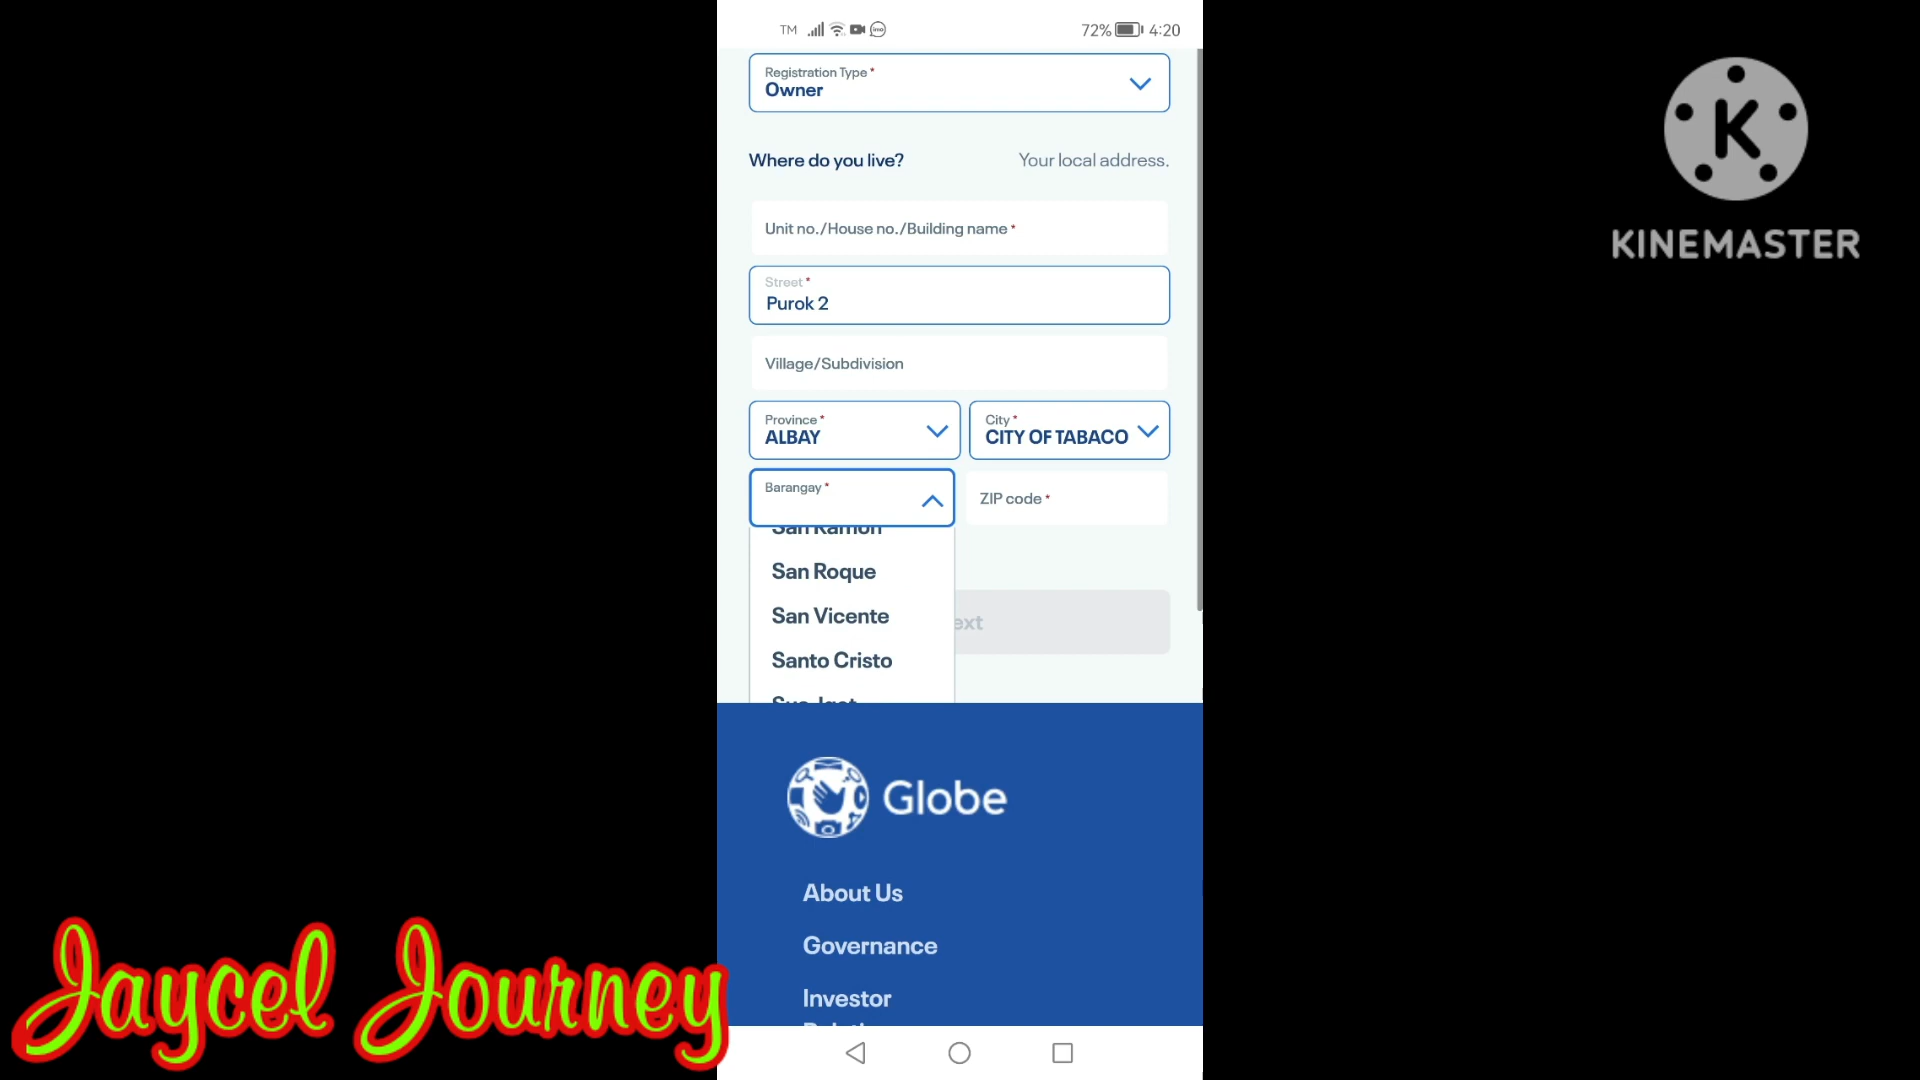 TM 72% 4:20
Registration Type *
Owner
Where do you live? Your local address.
Unit no./House no./Building name *
Street *
Purok 2
Village/Subdivision
Province * City *
ALBAY CITY OF TABACO
Barangay *
ZIP code *
San Ramon
San Roque
San Vicente
ext
Santo Cristo
Globe
About Us
Governance
Investor
K
KINEMASTER
Jaycel Journey